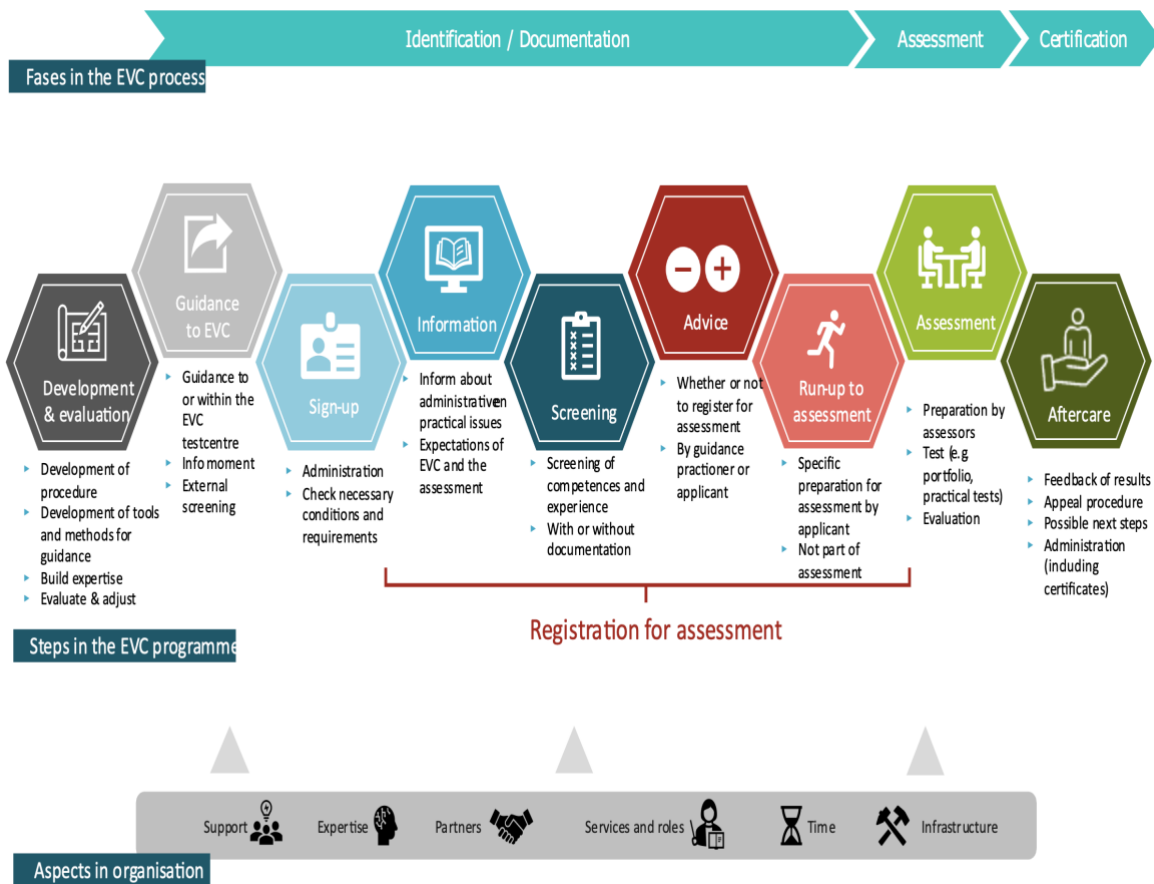 Identification / Documentation
Assessment
Certification
Fases in the EVC process
Development
& evaluation
Development of
procedure
Development of tools
and methods for
guidance
Build expertise
Evaluate & adjust
Guidance
to EVC
Guidance to
or within the
EVC
testcentre
Infomoment
External
screening
Sign-up
Administration
Check necessary
conditions and
requirements
Information
Inform about
administrative en
practical issues
Expectations of
EVC and the
assessment
Screening
Screening of
competences and
experience
With or without
documentation
Advice
Whether or not
to register for
assessment
By guidance
practioner or
applicant
Run-up to
assessment
Specific
preparation for
assessment by
applicant
Not part of
assessment
Assessment
Preparation by
assessors
Test (e.g
portfolio,
practical tests)
Evaluation
Aftercare
Feedback of results
Appeal procedure
Possible next steps
Administration
(including
certificates)
Registration for assessment
Steps in the EVC programme
Support
Expertise
Partners
Services and roles
Time
Infrastructure
Aspects in organisation